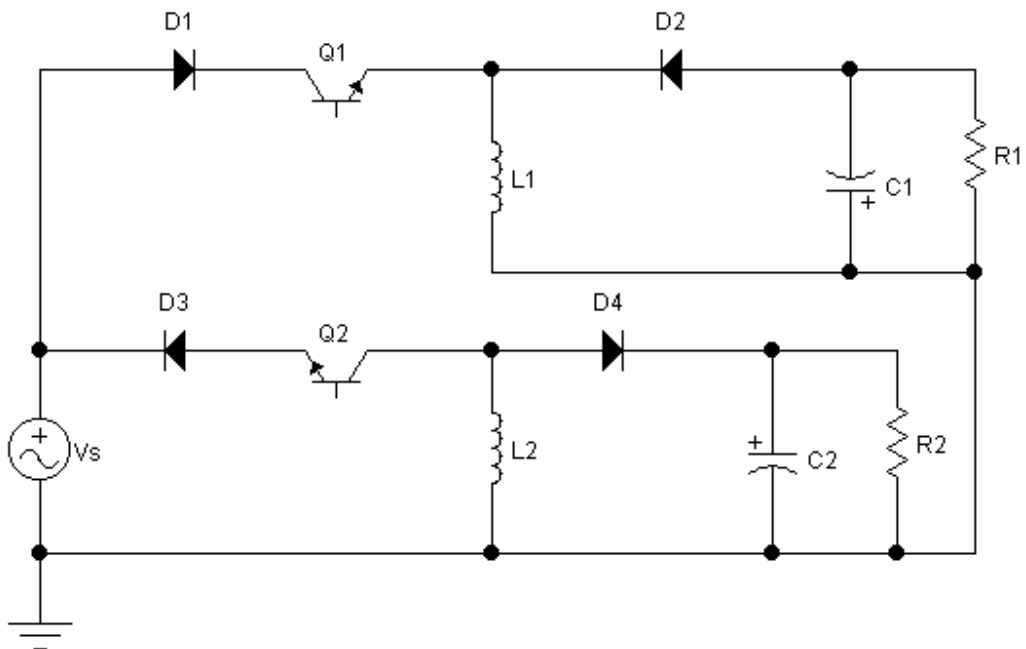 D1
Q1
D2
L1
C1
+
R1
D3
Q2
D4
+
Vs
L2
+
C2
R2